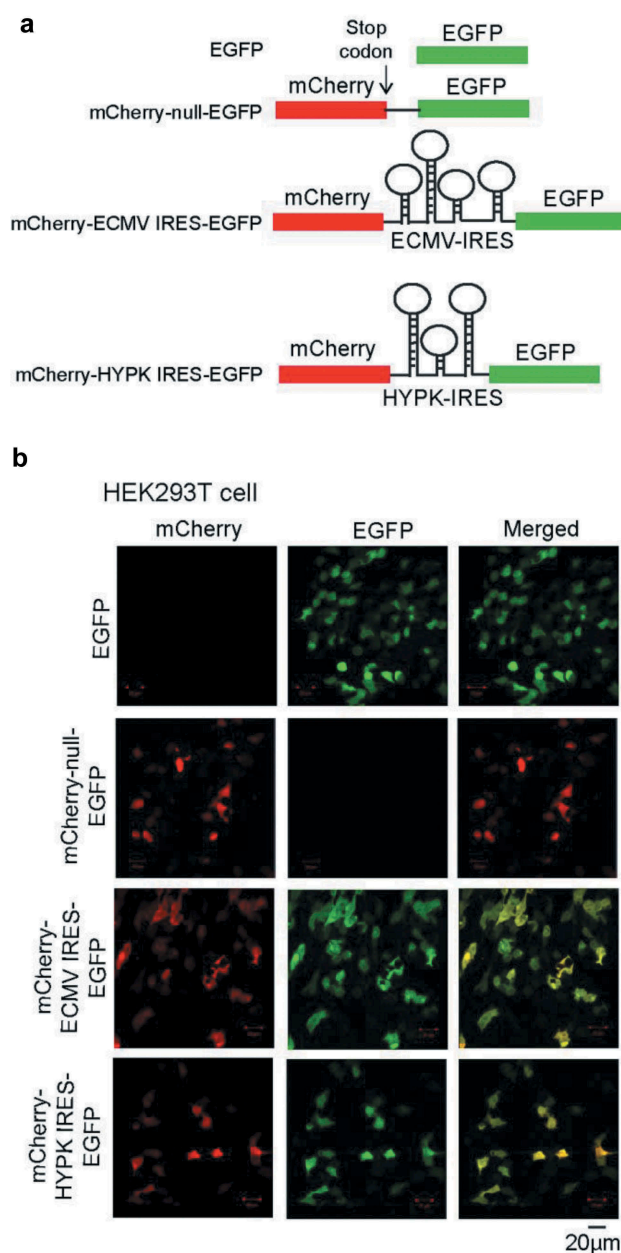 a
Stop
codon
EGFP
EGFP
mCherry
EGFP
mCherry-null-EGFP
mCherry
EGFP
mCherry-ECMV IRES-EGFP
ECMV-IRES
mCherry
EGFP
mCherry-HYPK IRES-EGFP
HYPK-IRES
b
HEK293T cell
mCherry
EGFP
Merged
EGFP
mCherry-null-
EGFP
mCherry-
ECMV IRES-
EGFP
mCherry-
HYPK IRES-
EGFP
20µm